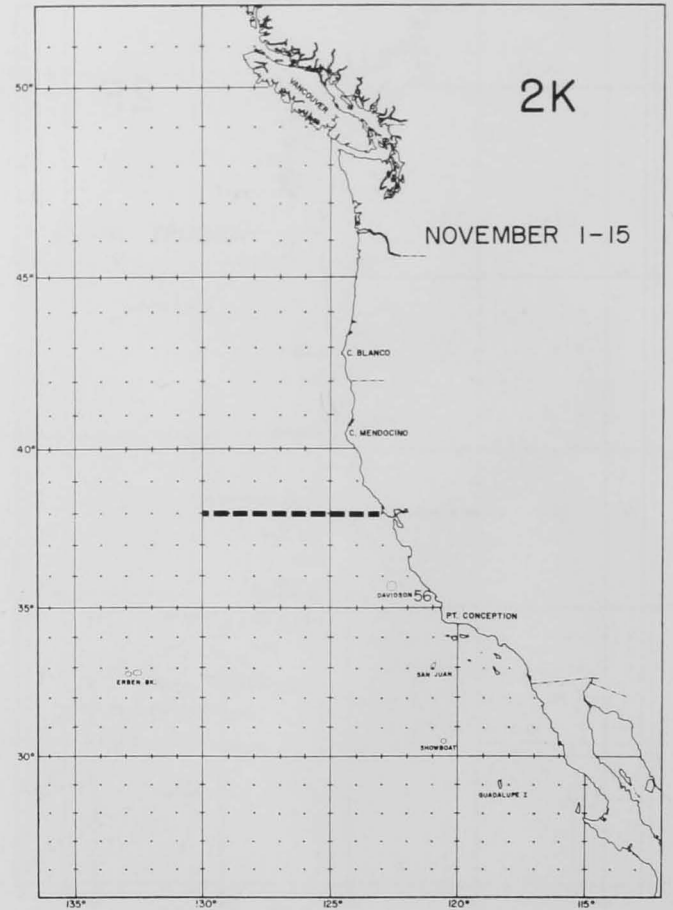 2K
50°
VANCOUVER
NOVEMBER 1-15
45°
C. BLANCO
C. MENDOCINO
40°
35°
DAVIDSON
56
PT. CONCEPTION
ERBEN BK.
SAN JUAN
SHOWBOAT
30°
GUADALUPE I
135°
130°
125°
120°
115°